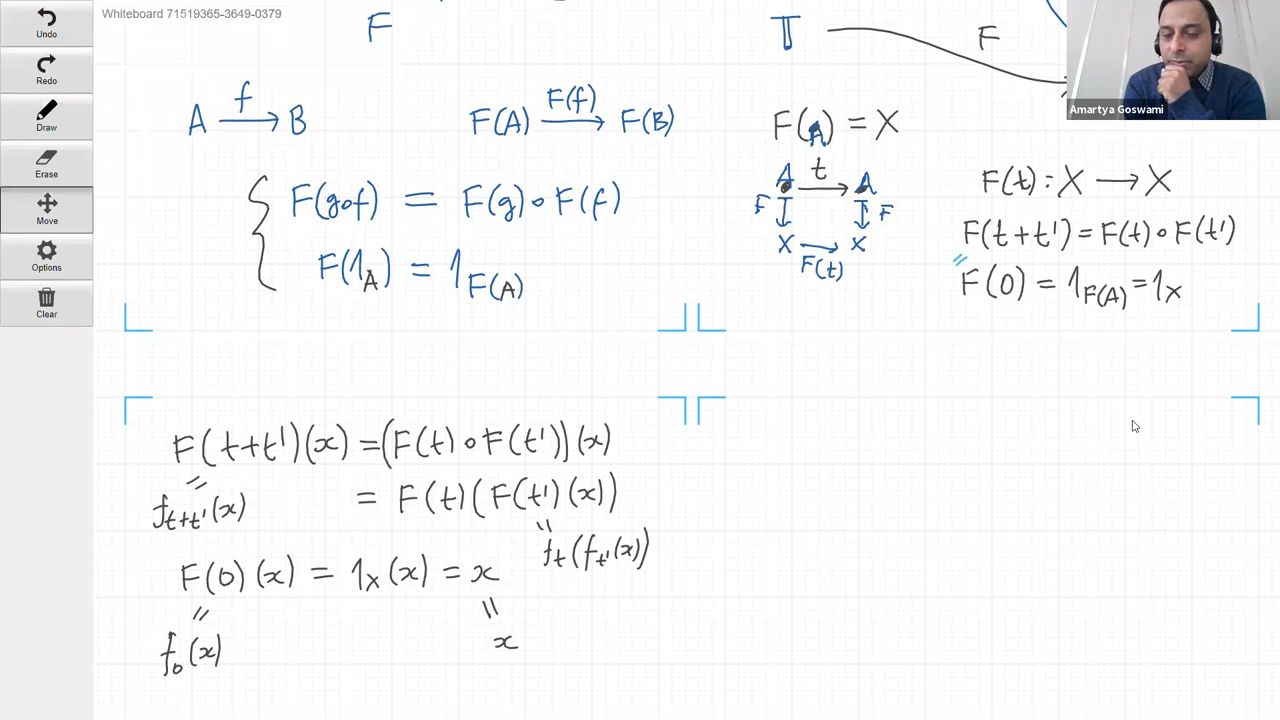 Whiteboard 71519365-3649-0379
Undo
Redo
Draw
Erase
Move
Options
Clear
F
A →f B
F(A) →F(f) F(B)
F(g∘f) = F(g)∘F(f)
F(1_A) = 1_F(A)
𝕋 F
Amartya Goswami
F(A) = X
A →t A
F F
X → X
F(t)
F(t) : X → X
F(t+t') = F(t)∘F(t')
F(0) = 1_F(A) = 1_X
F(t+t')(x) = (F(t)∘F(t'))(x)
f_t+t'(x)
= F(t)(F(t')(x))
f_t(f_t'(x))
F(0)(x) = 1_X(x) = x
f_0(x)
x